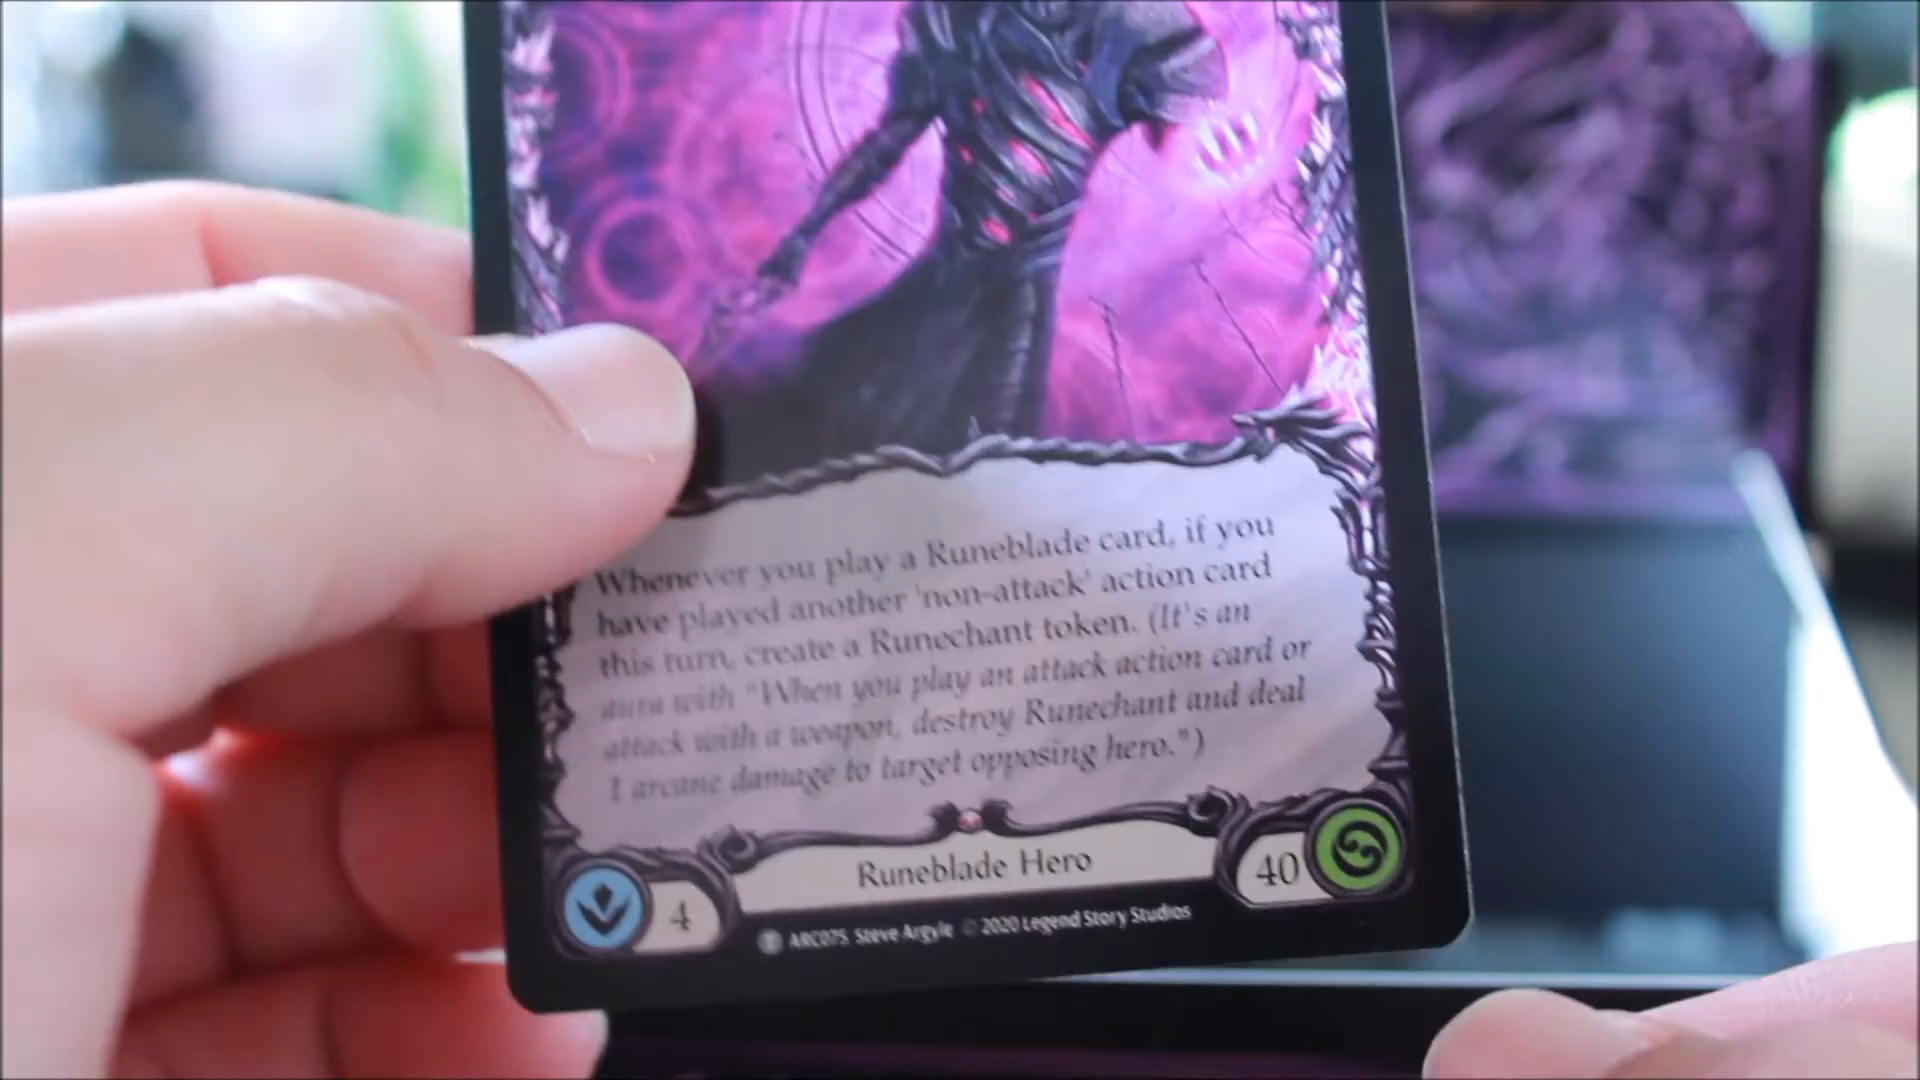 Whenever you play a Runeblade card, if you
have played another 'non-attack' action card
this turn, create a Runechant token. (It's an
aura with "When you play an attack action card or
attack with a weapon, destroy Runechant and deal
1 arcane damage to target opposing hero.")
Runeblade Hero
4
40
ARC075 Steve Argyle © 2020 Legend Story Studios